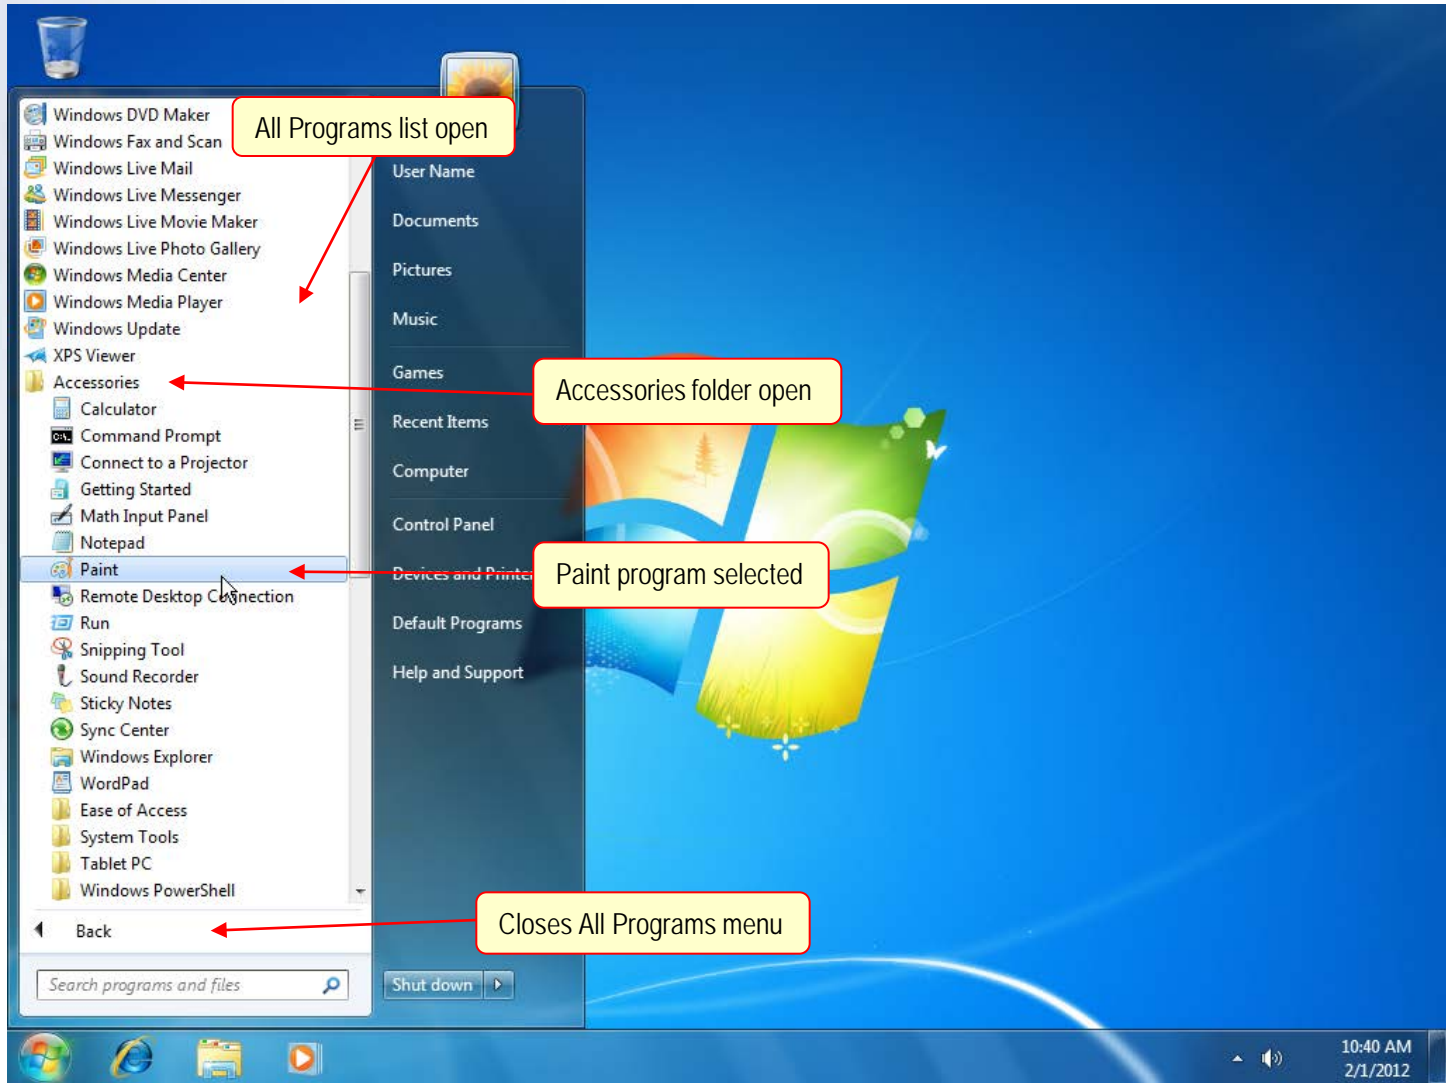 Windows DVD Maker
Windows Fax and Scan
Windows Live Mail
Windows Live Messenger
Windows Live Movie Maker
Windows Live Photo Gallery
Windows Media Center
Windows Media Player
Windows Update
XPS Viewer
Accessories
Calculator
Command Prompt
Connect to a Projector
Getting Started
Math Input Panel
Notepad
Paint
Remote Desktop Connection
Run
Snipping Tool
Sound Recorder
Sticky Notes
Sync Center
Windows Explorer
WordPad
Ease of Access
System Tools
Tablet PC
Windows PowerShell
Back
Search programs and files
User Name
Documents
Pictures
Music
Games
Recent Items
Computer
Control Panel
Devices and Printer
Default Programs
Help and Support
Shut down
All Programs list open
Accessories folder open
Paint program selected
Closes All Programs menu
10:40 AM
2/1/2012